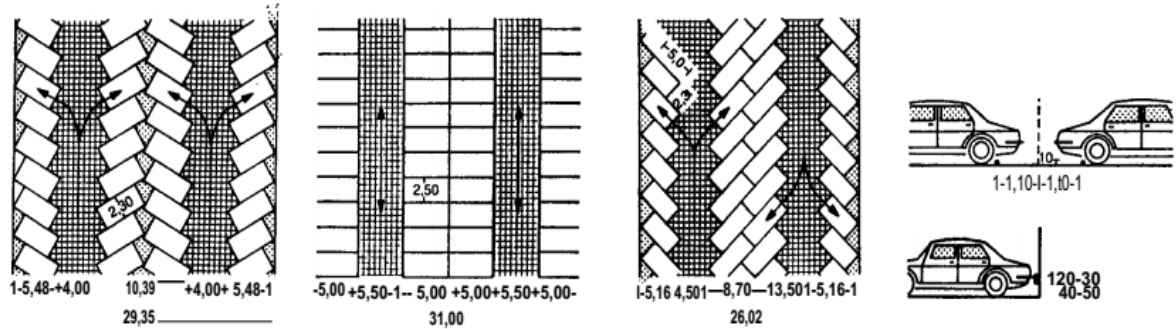 2,30
1-5,48-+4,00 10,39 +4,00+ 5,48-1
29,35
2,50
-5,00 +5,50-1-- 5,00 +5,00+5,50+5,00-
31,00
I-5,0-I
2,3
I-5,16 4,501—8,70—13,501-5,16-1
26,02
10
1-1,10-I-1,t0-1
120-30
40-50